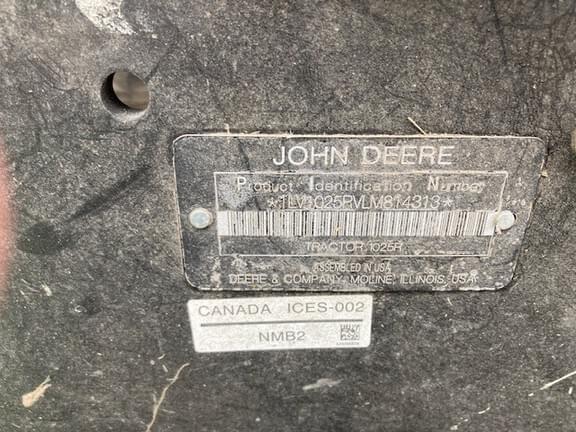 JOHN DEERE
Product Identification Number
*1LV1025RVLM814313*
TRACTOR 1025R
ASSEMBLED IN USA
DEERE & COMPANY MOLINE, ILLINOIS, USA
CANADA ICES-002
NMB2